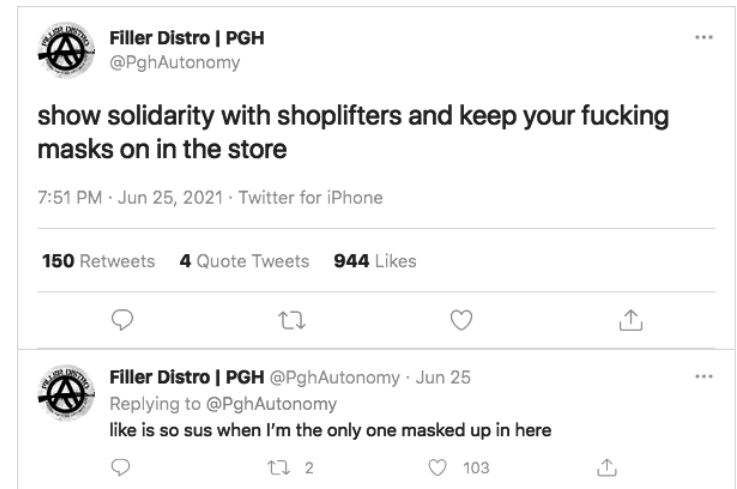 Filler Distro | PGH
@PghAutonomy
show solidarity with shoplifters and keep your fucking
masks on in the store
7:51 PM · Jun 25, 2021 · Twitter for iPhone
150 Retweets 4 Quote Tweets 944 Likes
Filler Distro | PGH @PghAutonomy · Jun 25
Replying to @PghAutonomy
like is so sus when I'm the only one masked up in here
2 103